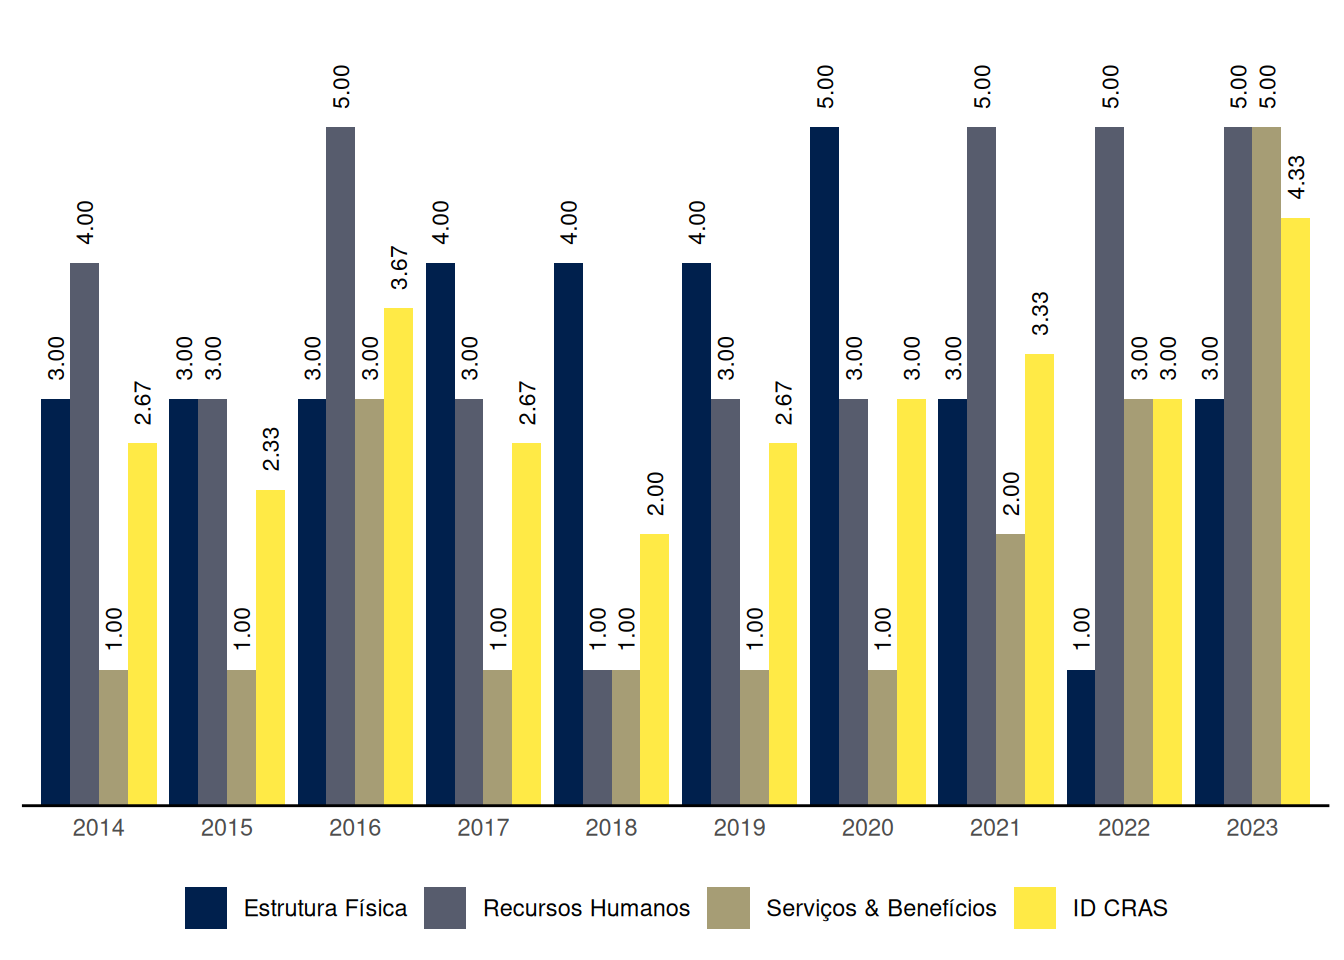 3.00 4.00 1.00 2.67
3.00 3.00 1.00 2.33
3.00 5.00 3.00 3.67
4.00 3.00 1.00 2.67
4.00 1.00 1.00 2.00
4.00 3.00 1.00 2.67
5.00 3.00 1.00 3.00
3.00 5.00 2.00 3.33
1.00 5.00 3.00 3.00
3.00 5.00 5.00 4.33
2014 2015 2016 2017 2018 2019 2020 2021 2022 2023
Estrutura Física Recursos Humanos Serviços & Benefícios ID CRAS